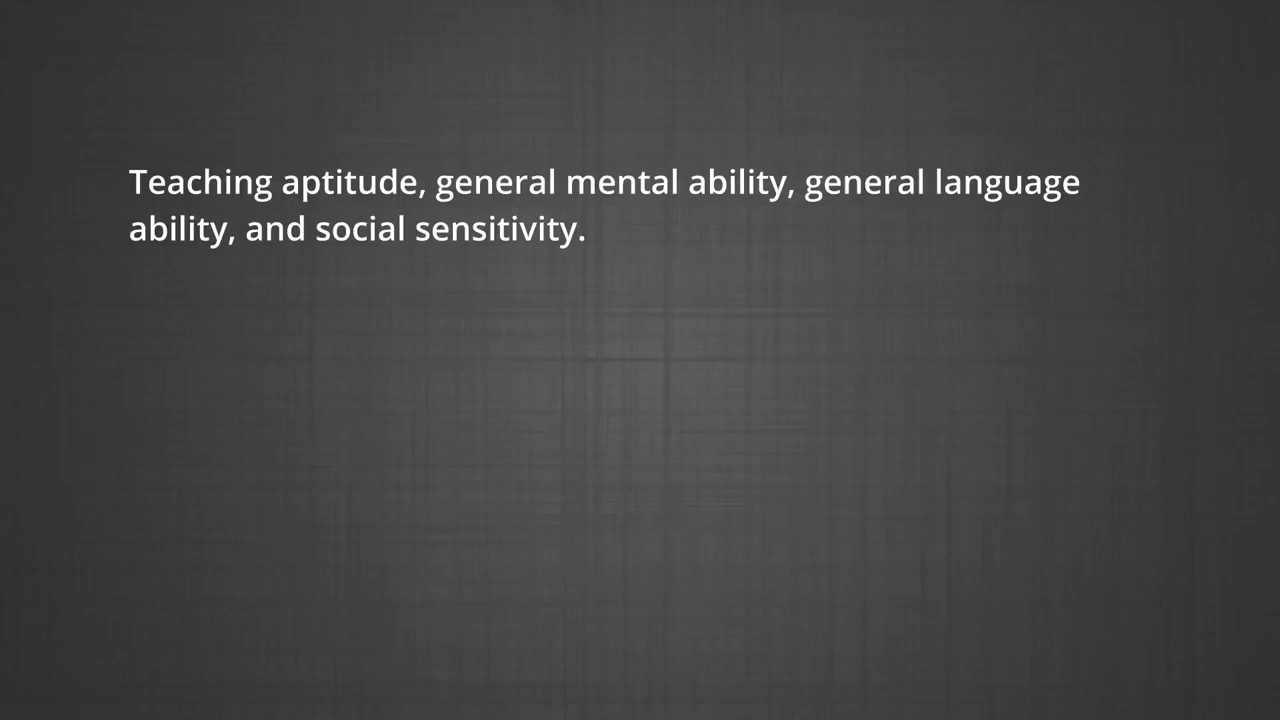 Teaching aptitude, general mental ability, general language
ability, and social sensitivity.